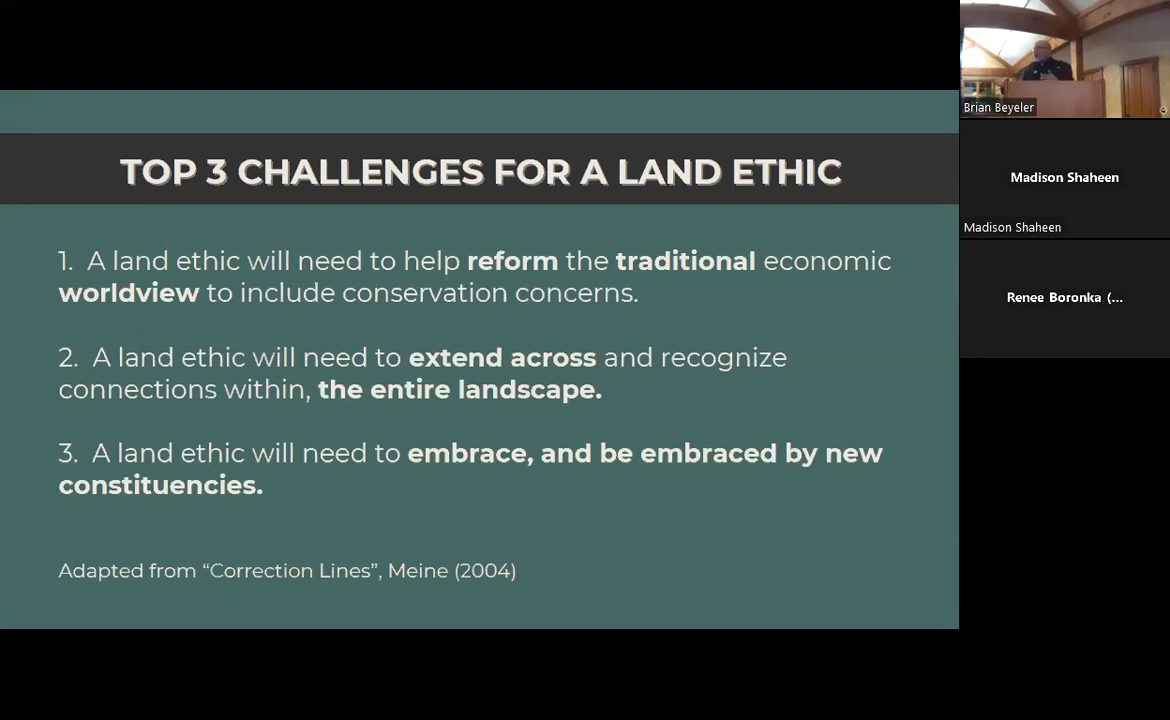 TOP 3 CHALLENGES FOR A LAND ETHIC
1. A land ethic will need to help reform the traditional economic
worldview to include conservation concerns.
2. A land ethic will need to extend across and recognize
connections within, the entire landscape.
3. A land ethic will need to embrace, and be embraced by new
constituencies.
Adapted from “Correction Lines”, Meine (2004)
Brian Beyeler
Madison Shaheen
Madison Shaheen
Renee Boronka (...